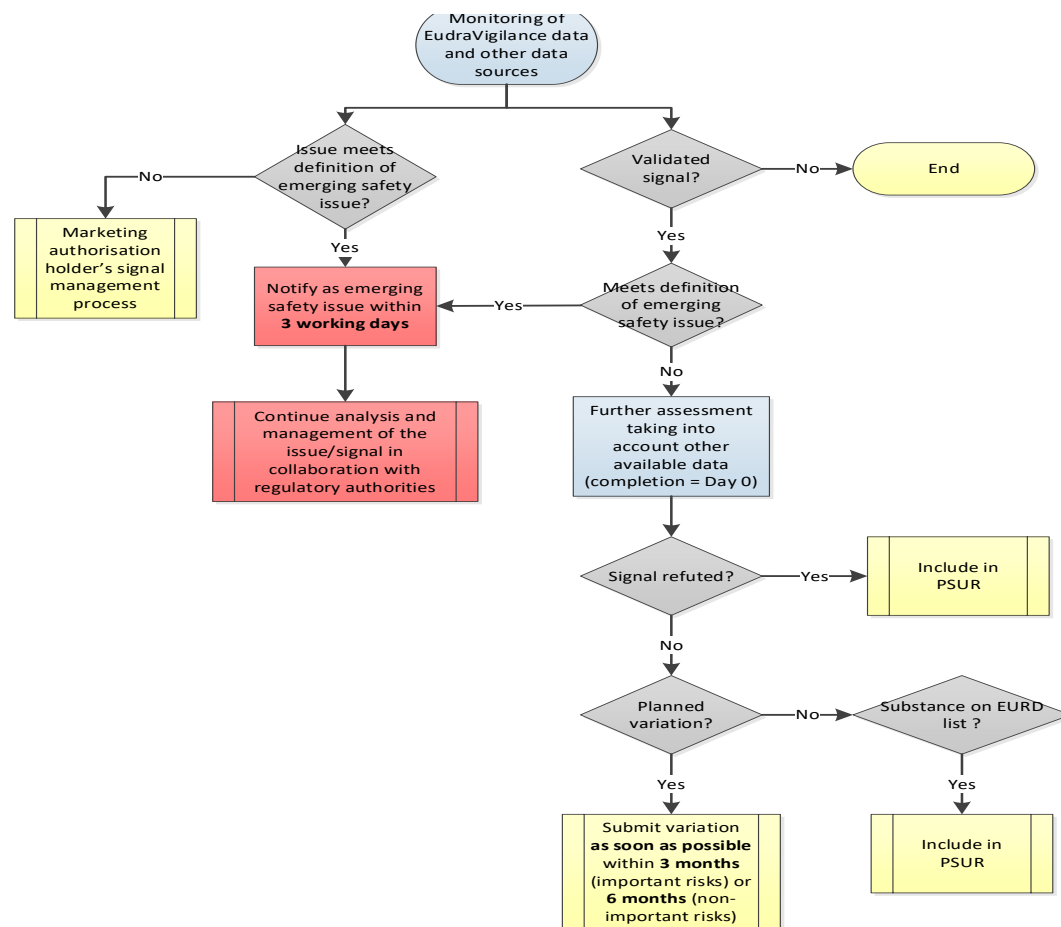 Monitoring of
EudraVigilance data
and other data
sources
Issue meets
definition of
emerging safety
issue?
Validated
signal?
No
End
No
Marketing
authorisation
holder's signal
management
process
Yes
Yes
Notify as emerging
safety issue within
3 working days
Yes
Meets definition
of emerging
safety issue?
No
Continue analysis and
management of the
issue/signal in
collaboration with
regulatory authorities
Further assessment
taking into
account other
available data
(completion = Day 0)
Signal refuted?
Yes
Include in
PSUR
No
Planned
variation?
No
Substance on EURD
list ?
Yes
Yes
Submit variation
as soon as possible
within 3 months
(important risks) or
6 months (non-
important risks)
Include in
PSUR